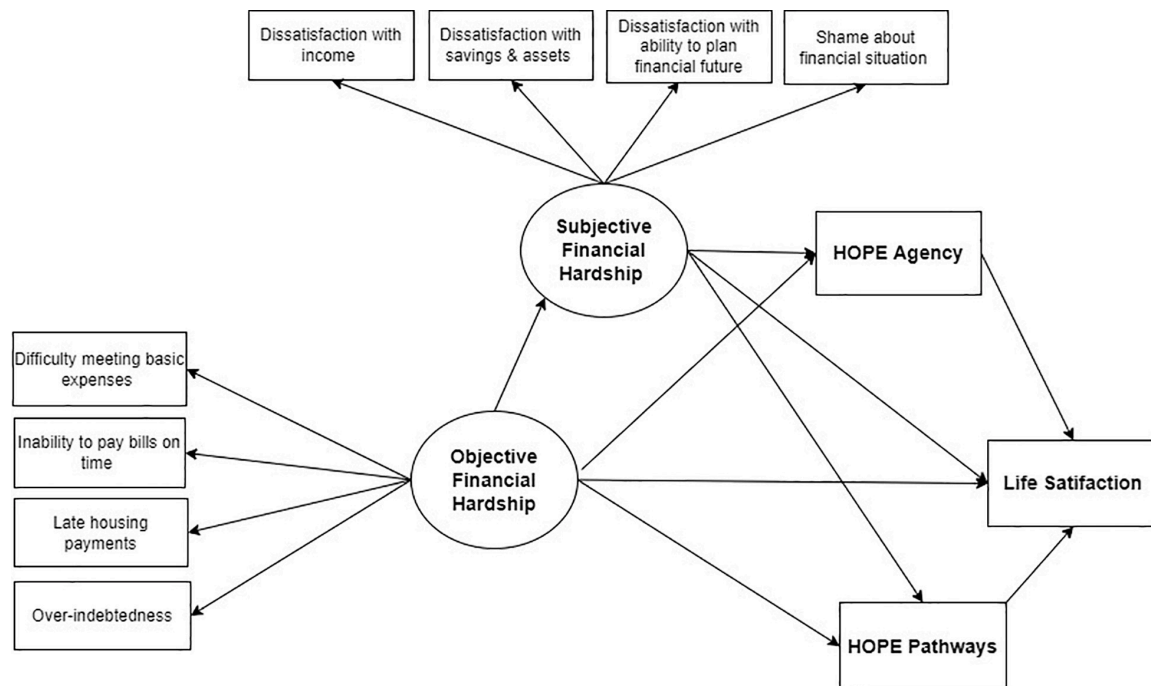 Dissatisfaction with
income
Dissatisfaction with
savings & assets
Dissatisfaction with
ability to plan
financial future
Shame about
financial situation
Subjective
Financial
Hardship
HOPE Agency
Difficulty meeting basic
expenses
Inability to pay bills on
time
Late housing
payments
Over-indebtedness
Objective
Financial
Hardship
Life Satifaction
HOPE Pathways